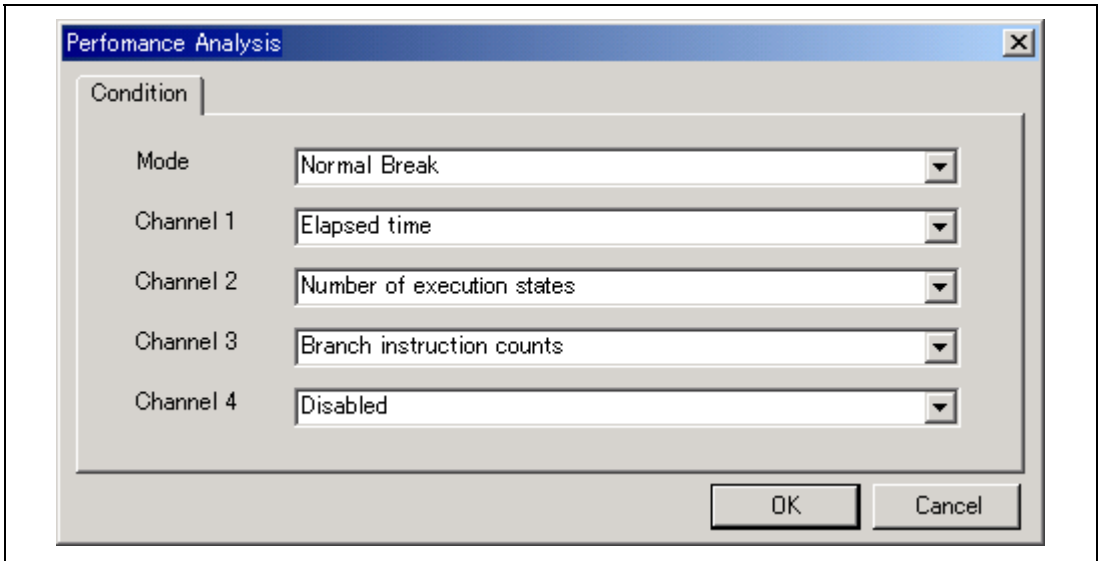 Perfomance Analysis
Condition
Mode Normal Break
Channel 1 Elapsed time
Channel 2 Number of execution states
Channel 3 Branch instruction counts
Channel 4 Disabled
OK Cancel